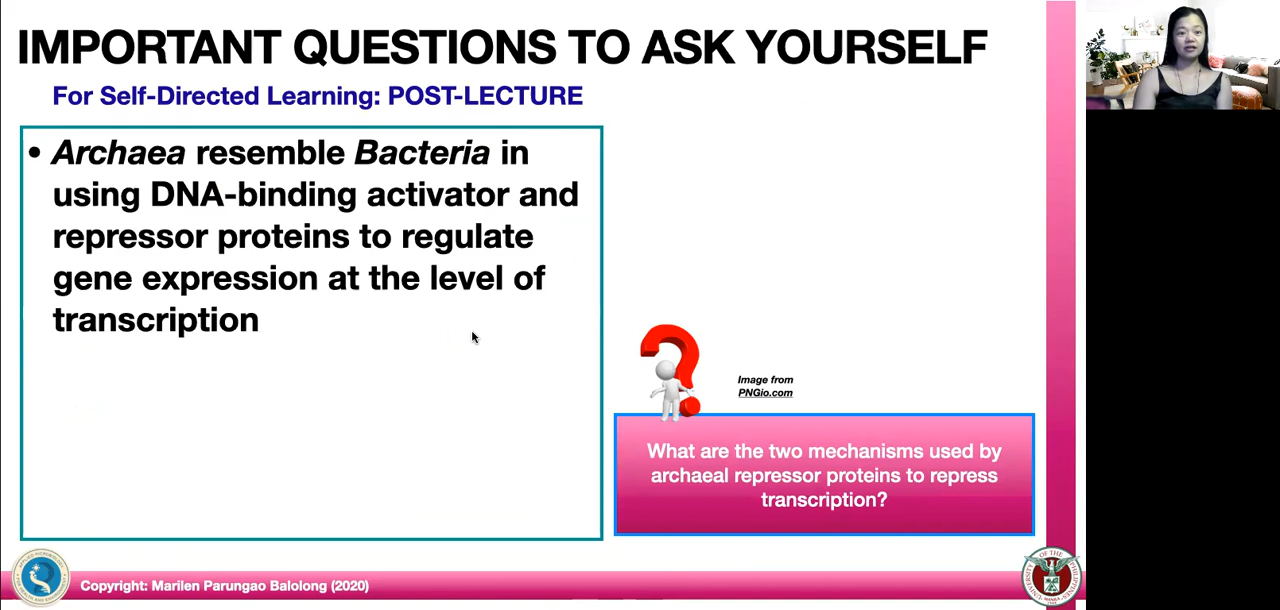 IMPORTANT QUESTIONS TO ASK YOURSELF
For Self-Directed Learning: POST-LECTURE
• Archaea resemble Bacteria in
using DNA-binding activator and
repressor proteins to regulate
gene expression at the level of
transcription
Image from
PNGio.com
What are the two mechanisms used by
archaeal repressor proteins to repress
transcription?
Copyright: Marilen Parungao Balolong (2020)